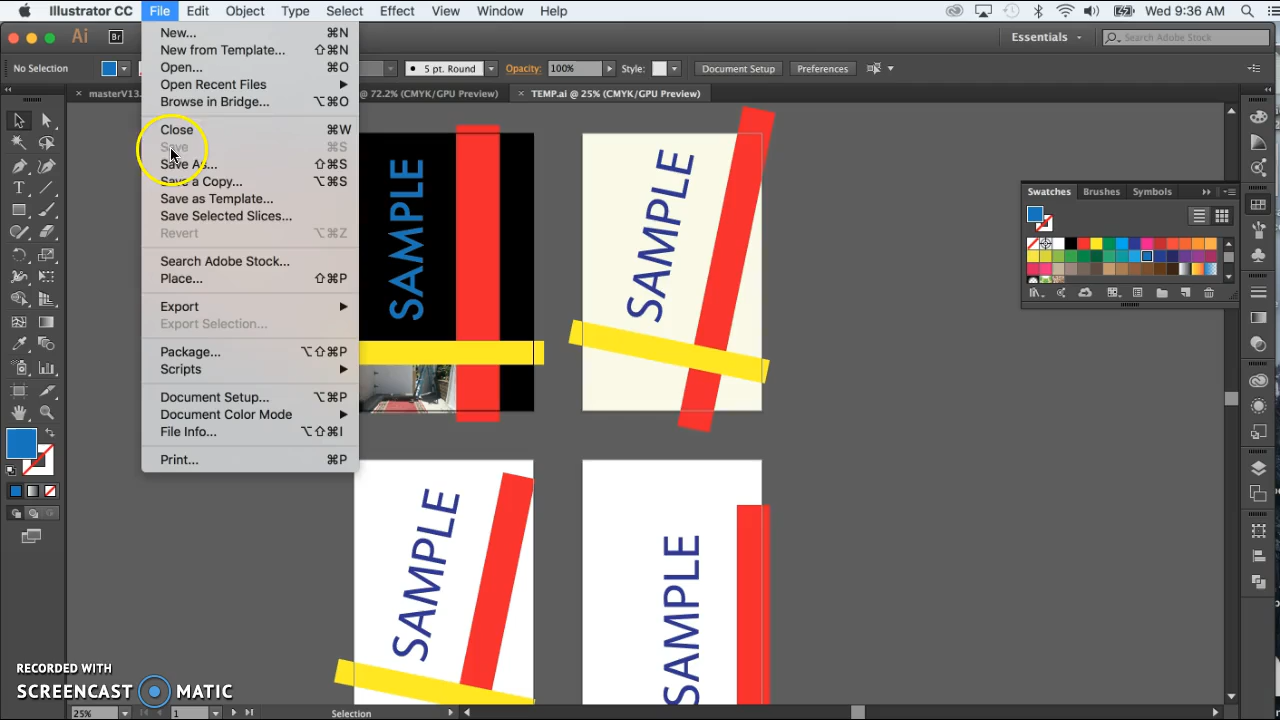 Illustrator CC File Edit Object Type Select Effect View Window Help Wed 9:36 AM
Ai Br Essentials Search Adobe Stock
No Selection 5 pt. Round Opacity: 100% Style: Document Setup Preferences
× masterV13. @ 72.2% (CMYK/GPU Preview) × TEMP.ai @ 25% (CMYK/GPU Preview)
New... ⌘N
New from Template... ⇧⌘N
Open... ⌘O
Open Recent Files
Browse in Bridge... ⌥⌘O
Close ⌘W
Save ⌘S
Save As... ⇧⌘S
Save a Copy... ⌥⌘S
Save as Template...
Save Selected Slices...
Revert ⌥⌘Z
Search Adobe Stock...
Place... ⇧⌘P
Export
Export Selection...
Package... ⌥⇧⌘P
Scripts
Document Setup... ⌥⌘P
Document Color Mode
File Info... ⌥⇧⌘I
Print... ⌘P
SAMPLE
SAMPLE
SAMPLE
SAMPLE
Swatches Brushes Symbols
RECORDED WITH
SCREENCAST MATIC
25% 1 Selection